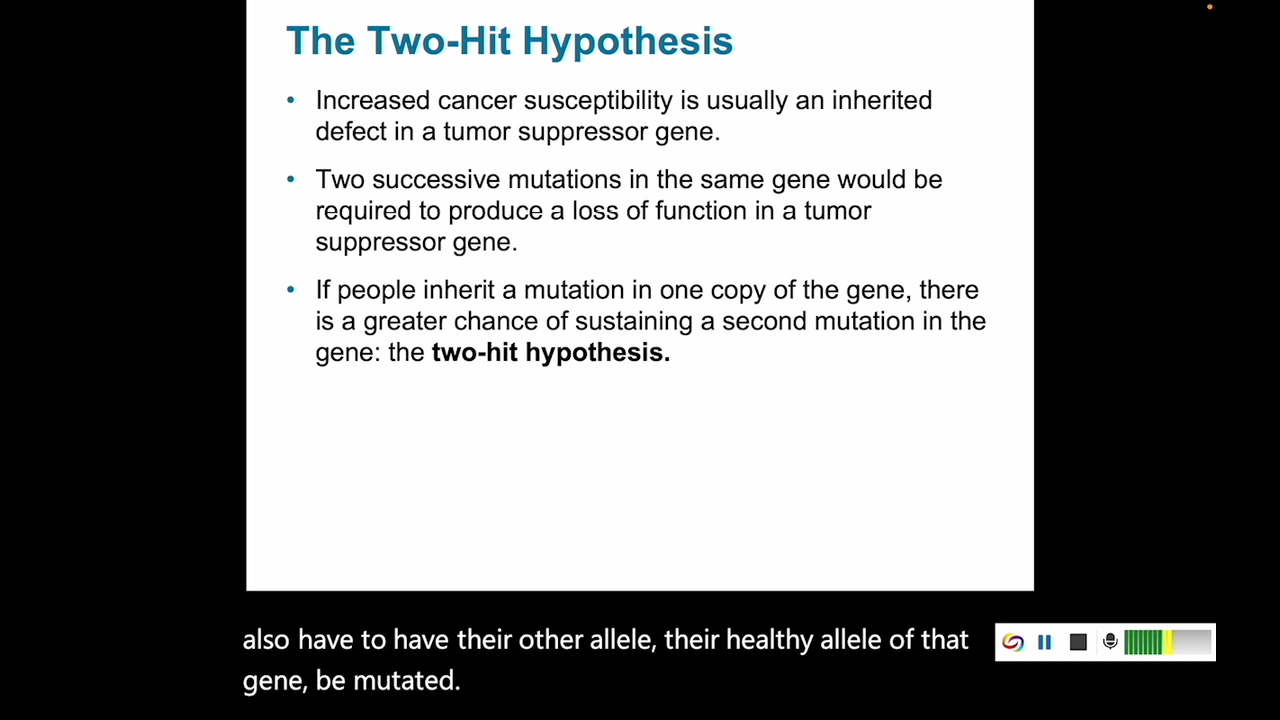 The Two-Hit Hypothesis
• Increased cancer susceptibility is usually an inherited
defect in a tumor suppressor gene.
• Two successive mutations in the same gene would be
required to produce a loss of function in a tumor
suppressor gene.
• If people inherit a mutation in one copy of the gene, there
is a greater chance of sustaining a second mutation in the
gene: the two-hit hypothesis.
also have to have their other allele, their healthy allele of that
gene, be mutated.